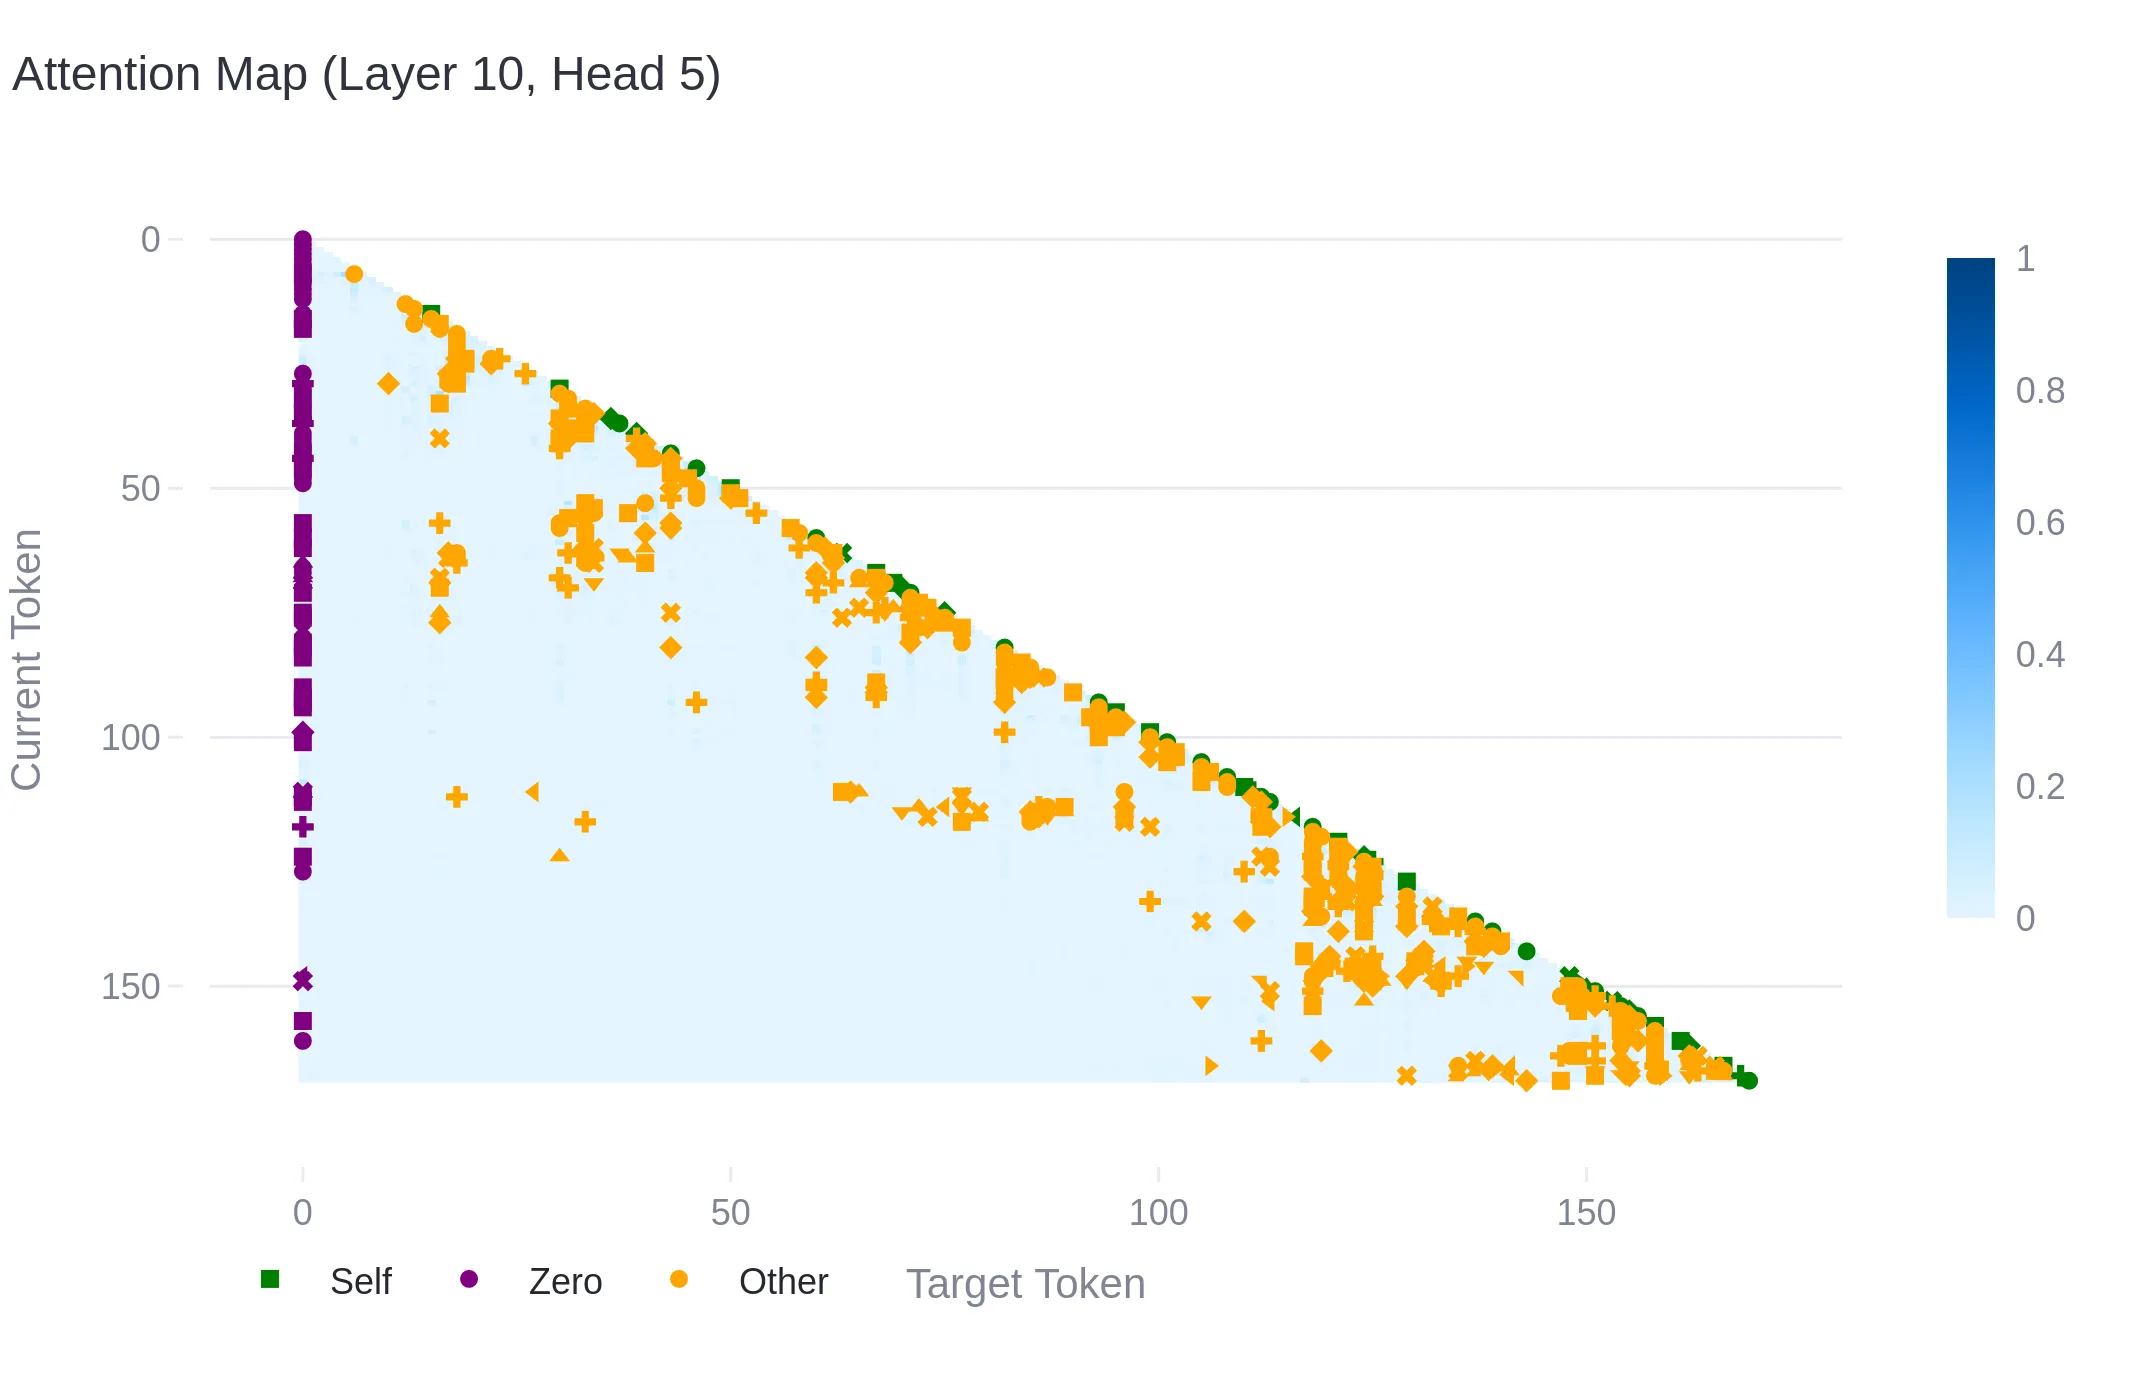 Attention Map (Layer 10, Head 5)
0
50
100
150
Current Token
0
50
100
150
Target Token
Self
Zero
Other
1
0.8
0.6
0.4
0.2
0